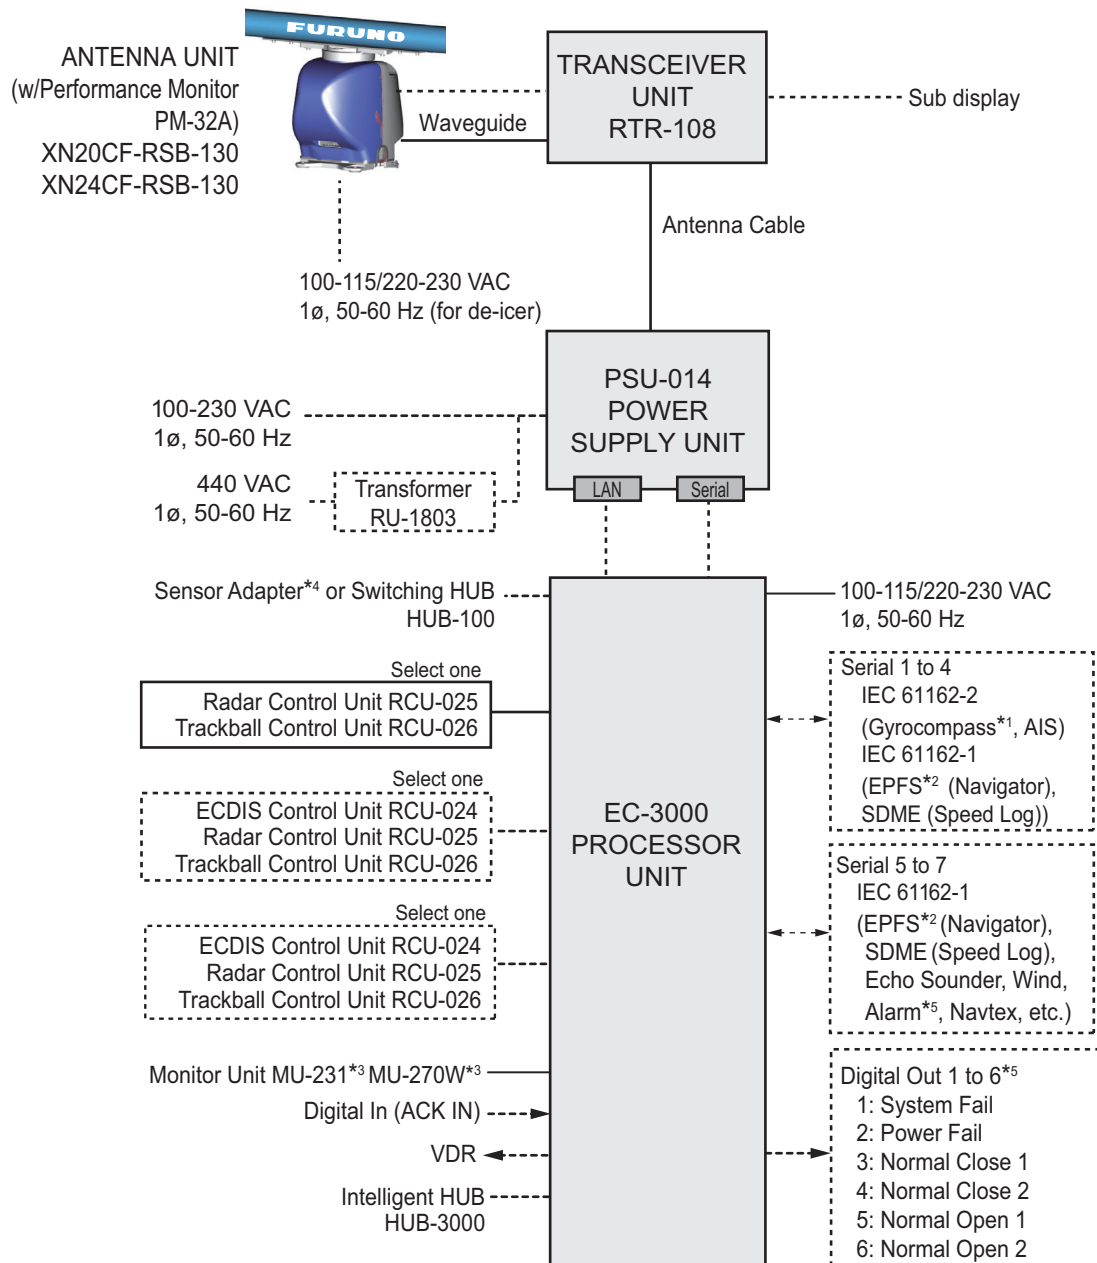 FURUNO
ANTENNA UNIT
(w/Performance Monitor
PM-32A)
XN20CF-RSB-130
XN24CF-RSB-130
Waveguide
TRANSCEIVER
UNIT
RTR-108
Sub display
Antenna Cable
100-115/220-230 VAC
1ø, 50-60 Hz (for de-icer)
PSU-014
POWER
SUPPLY UNIT
LAN
Serial
100-230 VAC
1ø, 50-60 Hz
440 VAC
1ø, 50-60 Hz
Transformer
RU-1803
Sensor Adapter*4 or Switching HUB
HUB-100
100-115/220-230 VAC
1ø, 50-60 Hz
Select one
Radar Control Unit RCU-025
Trackball Control Unit RCU-026
Select one
ECDIS Control Unit RCU-024
Radar Control Unit RCU-025
Trackball Control Unit RCU-026
Select one
ECDIS Control Unit RCU-024
Radar Control Unit RCU-025
Trackball Control Unit RCU-026
EC-3000
PROCESSOR
UNIT
Serial 1 to 4
IEC 61162-2
(Gyrocompass*1, AIS)
IEC 61162-1
(EPFS*2 (Navigator),
SDME (Speed Log))
Serial 5 to 7
IEC 61162-1
(EPFS*2 (Navigator),
SDME (Speed Log),
Echo Sounder, Wind,
Alarm*5, Navtex, etc.)
Monitor Unit MU-231*3 MU-270W*3
Digital In (ACK IN)
VDR
Intelligent HUB
HUB-3000
Digital Out 1 to 6*5
1: System Fail
2: Power Fail
3: Normal Close 1
4: Normal Close 2
5: Normal Open 1
6: Normal Open 2